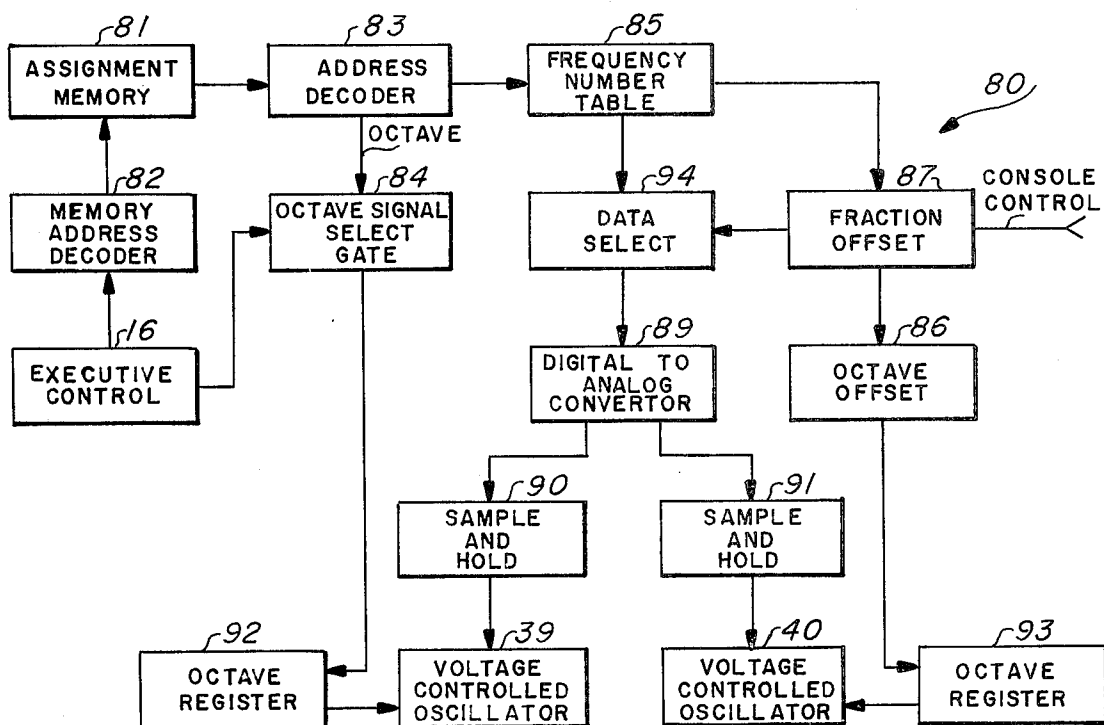 81
ASSIGNMENT
MEMORY
83
ADDRESS
DECODER
85
FREQUENCY
NUMBER
TABLE
80
OCTAVE
82
MEMORY
ADDRESS
DECODER
84
OCTAVE SIGNAL
SELECT
GATE
94
DATA
SELECT
87
FRACTION
OFFSET
CONSOLE
CONTROL
16
EXECUTIVE
CONTROL
89
DIGITAL TO
ANALOG
CONVERTOR
86
OCTAVE
OFFSET
90
SAMPLE
AND
HOLD
91
SAMPLE
AND
HOLD
92
OCTAVE
REGISTER
39
VOLTAGE
CONTROLLED
OSCILLATOR
40
VOLTAGE
CONTROLLED
OSCILLATOR
93
OCTAVE
REGISTER